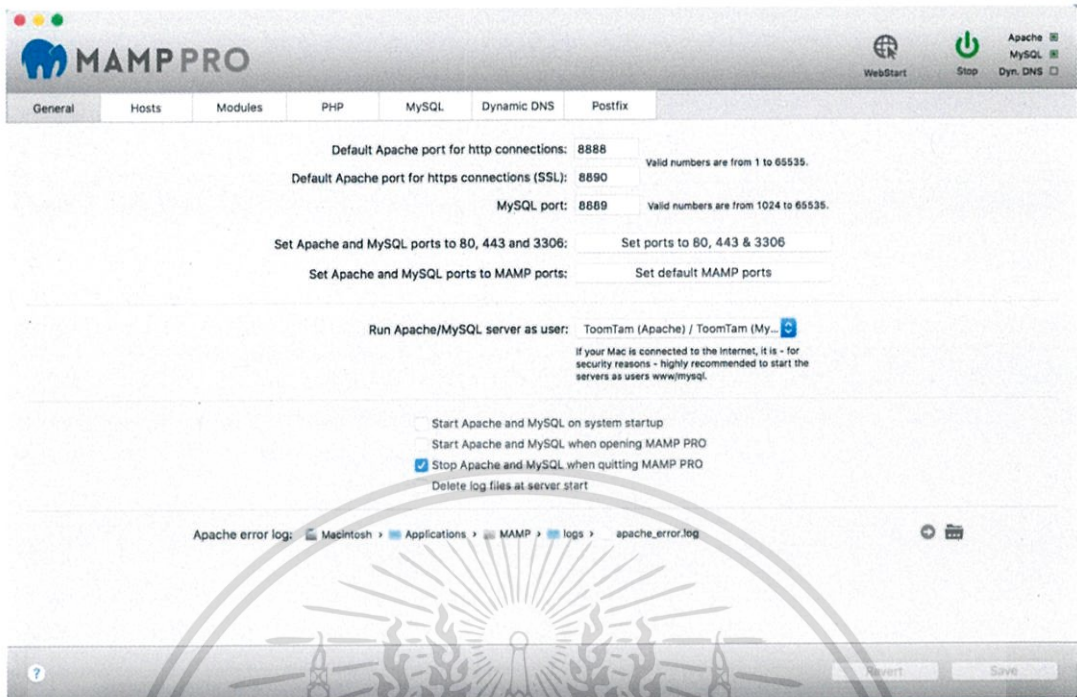 MAMP PRO
WebStart
Stop
Apache
MySQL
Dyn. DNS
General Hosts Modules PHP MySQL Dynamic DNS Postfix
Default Apache port for http connections: 8888
Valid numbers are from 1 to 65535.
Default Apache port for https connections (SSL): 8890
MySQL port: 8889 Valid numbers are from 1024 to 65535.
Set Apache and MySQL ports to 80, 443 and 3306: Set ports to 80, 443 & 3306
Set Apache and MySQL ports to MAMP ports: Set default MAMP ports
Run Apache/MySQL server as user: ToomTam (Apache) / ToomTam (My...
If your Mac is connected to the Internet, it is - for
security reasons - highly recommended to start the
servers as users www/mysql.
Start Apache and MySQL on system startup
Start Apache and MySQL when opening MAMP PRO
Stop Apache and MySQL when quitting MAMP PRO
Delete log files at server start
Apache error log: Macintosh › Applications › MAMP › logs › apache_error.log
? Revert Save